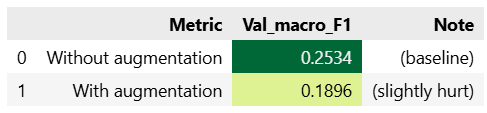 Metric Val_macro_F1 Note
0 Without augmentation 0.2534 (baseline)
1 With augmentation 0.1896 (slightly hurt)